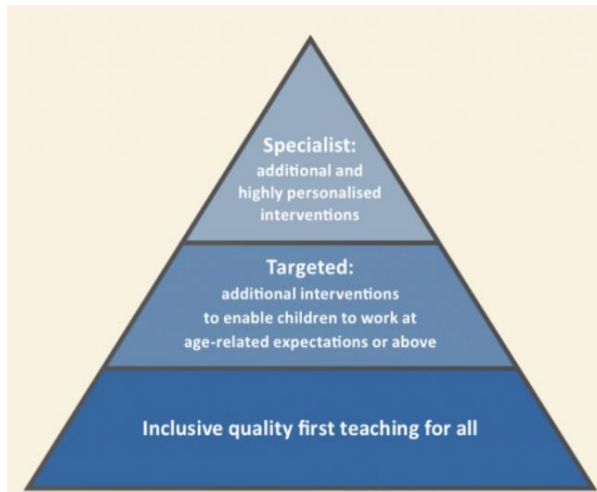 Specialist:
additional and
highly personalised
interventions
Targeted:
additional interventions
to enable children to work at
age-related expectations or above
Inclusive quality first teaching for all